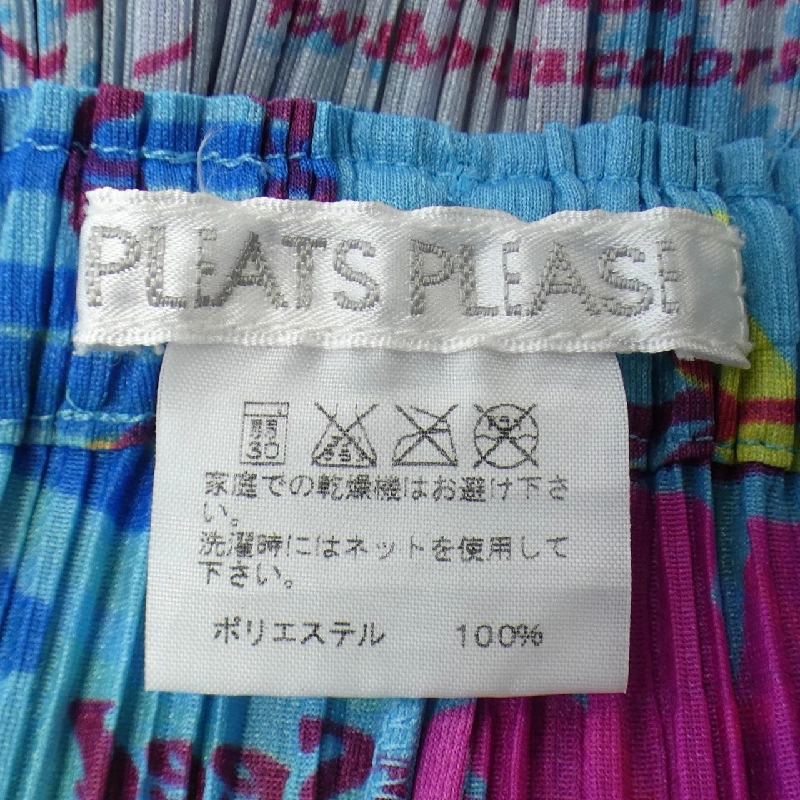 PLEATS PLEASE
弱
30
家庭での乾燥機はお避け下さ
い。
洗濯時にはネットを使用して
下さい。
ポリエステル 100%